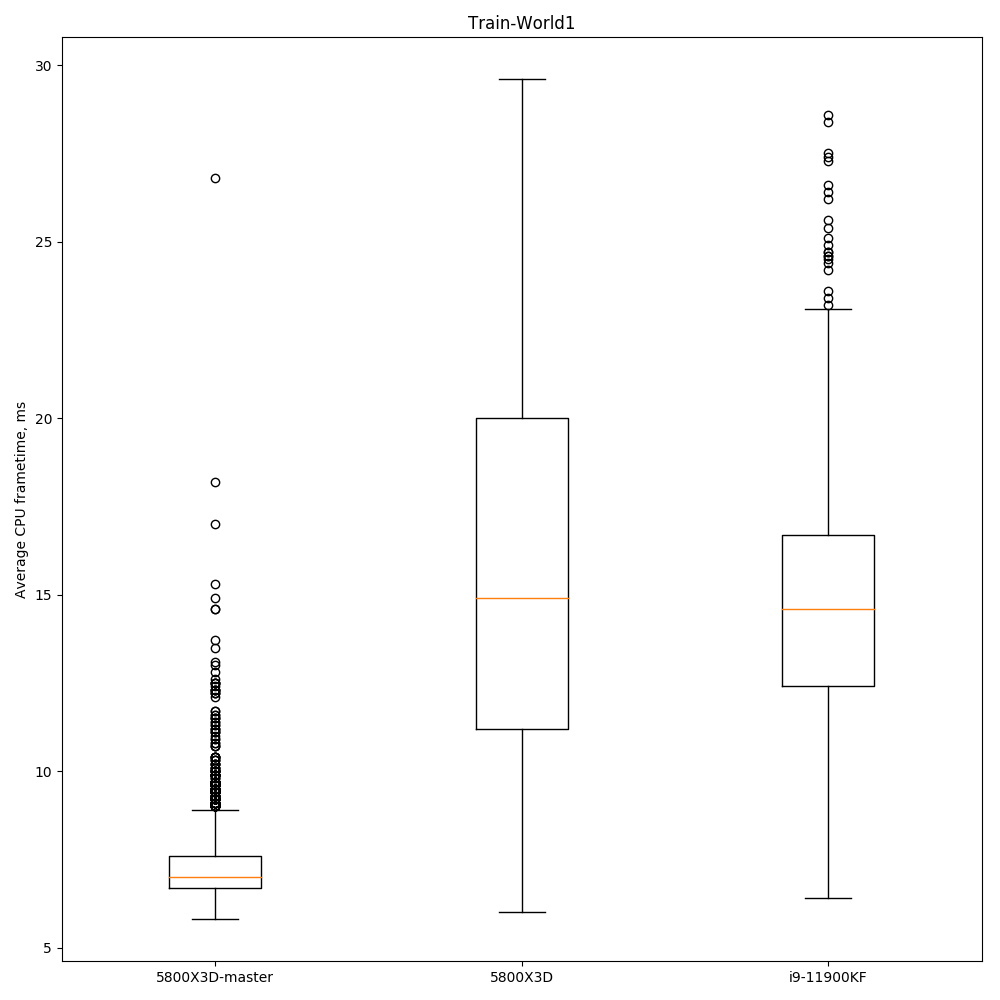 Train-World1
Average CPU frametime, ms
30
25
20
15
10
5
5800X3D-master
5800X3D
i9-11900KF